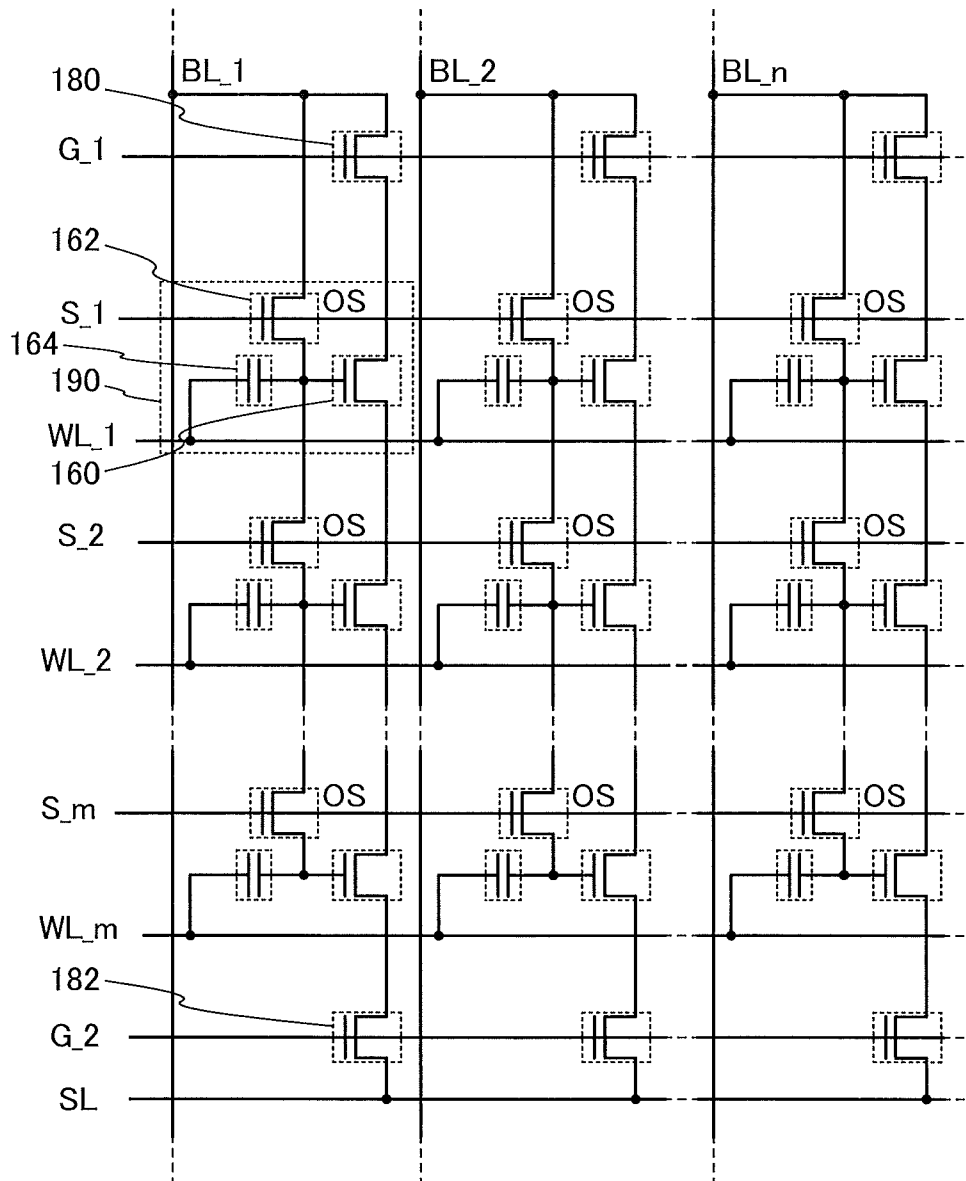 BL_1 BL_2 BL_n
180
G_1
162
OS OS OS
S_1
164
190
WL_1
160
S_2 OS OS OS
WL_2
S_m OS OS OS
WL_m
182
G_2
SL